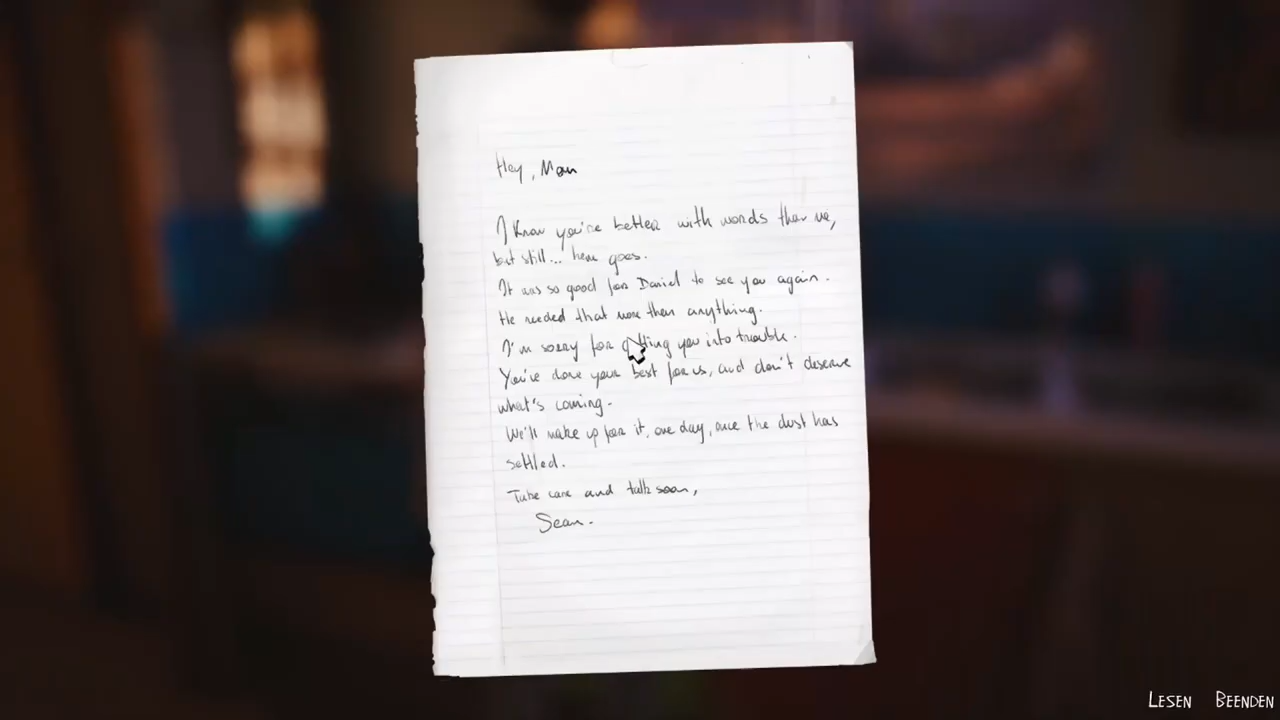 Hey, Mom
I know you're better with words than me,
but still... here goes.
It was so good for Daniel to see you again.
He needed that more than anything.
I'm sorry for getting you into trouble.
You've done your best for us, and don't deserve
what's coming.
We'll make up for it, one day, once the dust has
settled.
Take care and talk soon,
Sean.
LESEN BEENDEN